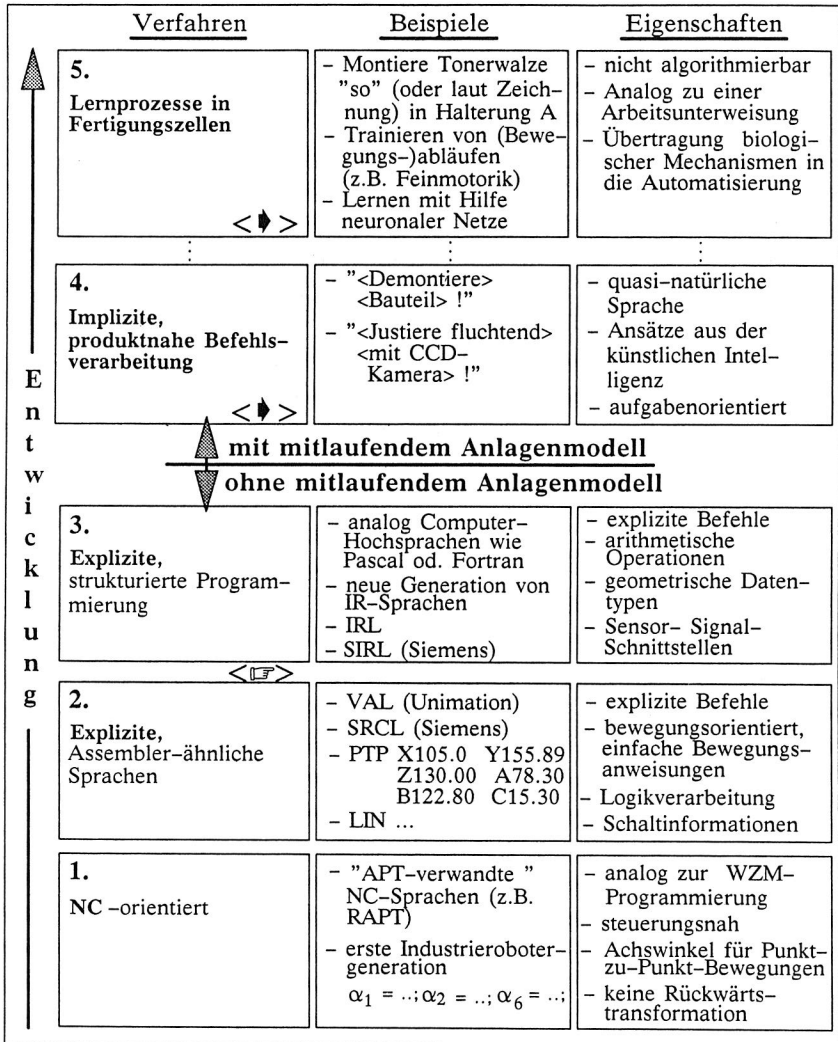 Verfahren
Beispiele
Eigenschaften
Entwicklung
5.
Lernprozesse in
Fertigungszellen
– Montiere Tonerwalze
"so" (oder laut Zeich-
nung) in Halterung A
– Trainieren von (Bewe-
gungs-)abläufen
(z.B. Feinmotorik)
– Lernen mit Hilfe
neuronaler Netze
– nicht algorithmierbar
– Analog zu einer
Arbeitsunterweisung
– Übertragung biologi-
scher Mechanismen in
die Automatisierung
4.
Implizite,
produktnahe Befehls-
verarbeitung
– "<Demontiere>
<Bauteil> !"
– "<Justiere fluchtend>
<mit CCD-
Kamera> !"
– quasi-natürliche
Sprache
– Ansätze aus der
künstlichen Intel-
ligenz
– aufgabenorientiert
mit mitlaufendem Anlagenmodell
ohne mitlaufendem Anlagenmodell
3.
Explizite,
strukturierte Program-
mierung
– analog Computer-
Hochsprachen wie
Pascal od. Fortran
– neue Generation von
IR-Sprachen
– IRL
– SIRL (Siemens)
– explizite Befehle
– arithmetische
Operationen
– geometrische Daten-
typen
– Sensor- Signal-
Schnittstellen
2.
Explizite,
Assembler-ähnliche
Sprachen
– VAL (Unimation)
– SRCL (Siemens)
– PTP X105.0 Y155.89
Z130.00 A78.30
B122.80 C15.30
– LIN ...
– explizite Befehle
– bewegungsorientiert,
einfache Bewegungs-
anweisungen
– Logikverarbeitung
– Schaltinformationen
1.
NC -orientiert
– "APT-verwandte "
NC-Sprachen (z.B.
RAPT)
– erste Industrieroboter-
generation
α1 = ..; α2 = ..; α6 = ..;
– analog zur WZM-
Programmierung
– steuerungsnah
– Achswinkel für Punkt-
zu-Punkt-Bewegungen
– keine Rückwärts-
transformation